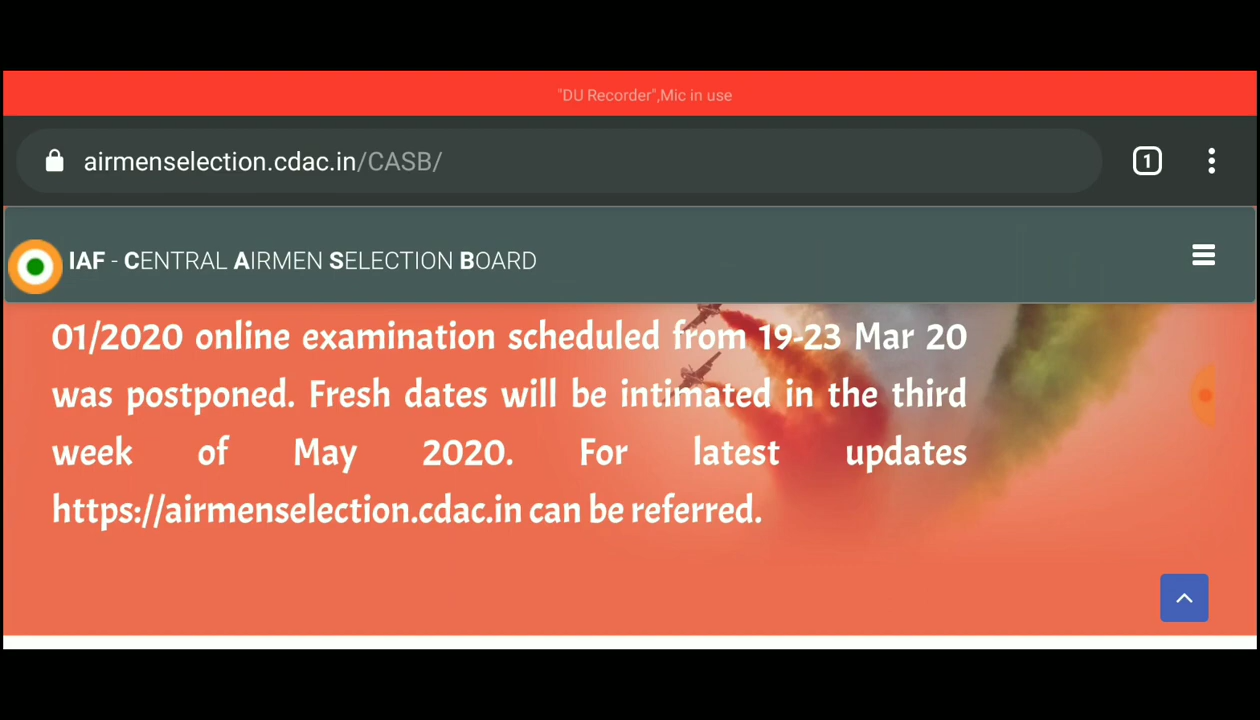 "DU Recorder",Mic in use
airmenselection.cdac.in/CASB/
1
IAF - CENTRAL AIRMEN SELECTION BOARD
01/2020 online examination scheduled from 19-23 Mar 20
was postponed. Fresh dates will be intimated in the third
week of May 2020. For latest updates
https://airmenselection.cdac.in can be referred.